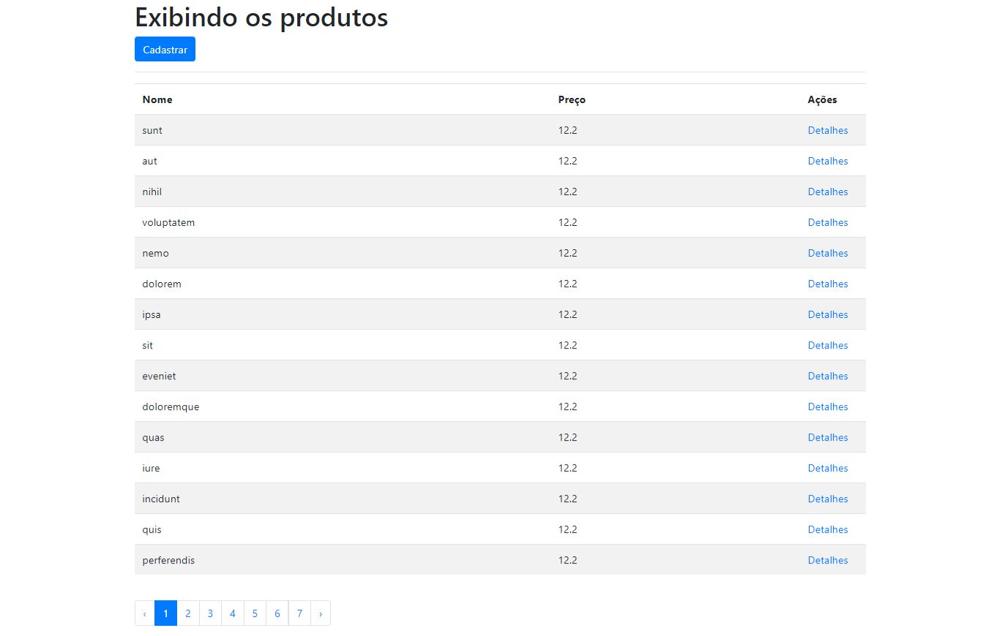 Exibindo os produtos
Cadastrar
Nome Preço Ações
sunt 12.2 Detalhes
aut 12.2 Detalhes
nihil 12.2 Detalhes
voluptatem 12.2 Detalhes
nemo 12.2 Detalhes
dolorem 12.2 Detalhes
ipsa 12.2 Detalhes
sit 12.2 Detalhes
eveniet 12.2 Detalhes
doloremque 12.2 Detalhes
quas 12.2 Detalhes
iure 12.2 Detalhes
incidunt 12.2 Detalhes
quis 12.2 Detalhes
perferendis 12.2 Detalhes
‹ 1 2 3 4 5 6 7 ›